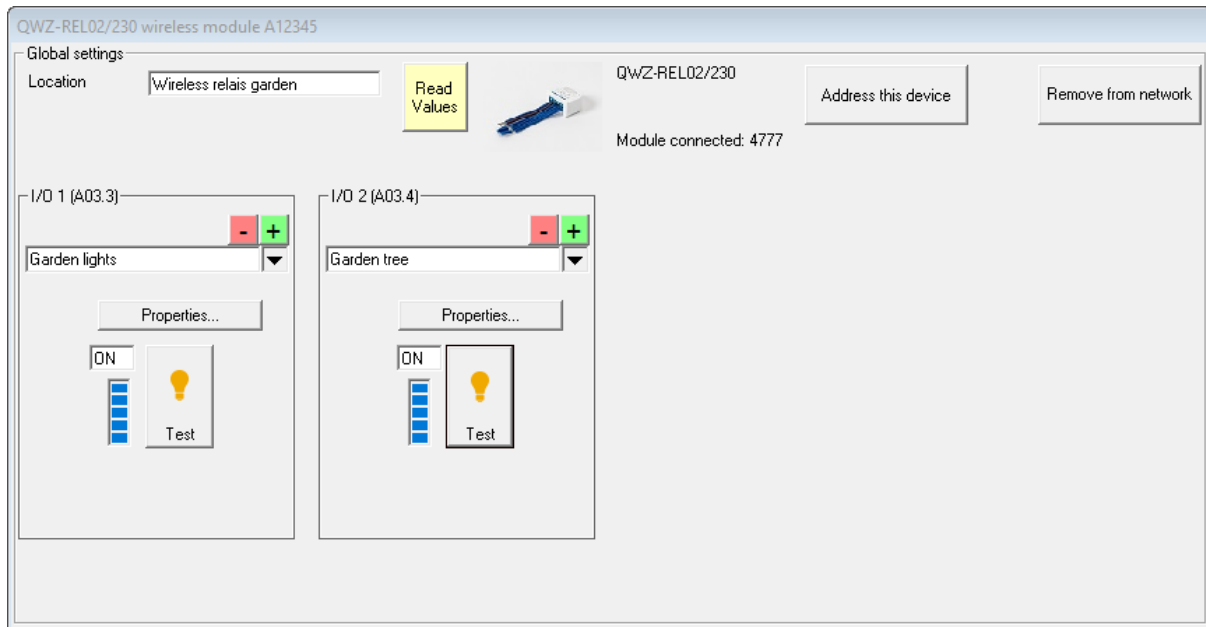 QWZ-REL02/230 wireless module A12345
Global settings
Location
Wireless relais garden
Read
Values
QWZ-REL02/230
Module connected: 4777
Address this device
Remove from network
I/O 1 (A03.3)
- +
Garden lights
Properties...
ON
Test
I/O 2 (A03.4)
- +
Garden tree
Properties...
ON
Test